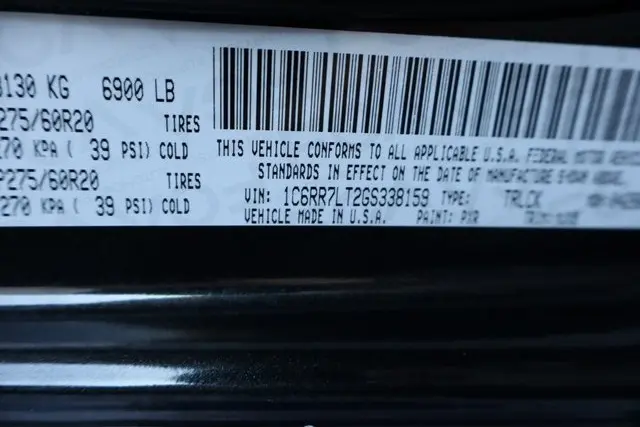 3130 KG 6900 LB
P275/60R20 TIRES
270 KPA ( 39 PSI) COLD
P275/60R20 TIRES
270 KPA ( 39 PSI) COLD
THIS VEHICLE CONFORMS TO ALL APPLICABLE U.S.A. FEDERAL MOTOR
STANDARDS IN EFFECT ON THE DATE OF MANUFACTURE SHOWN ABOVE.
VIN: 1C6RR7LT2GS338159 TYPE: TRUCK
VEHICLE MADE IN U.S.A. PAINT: PXR TRIM: